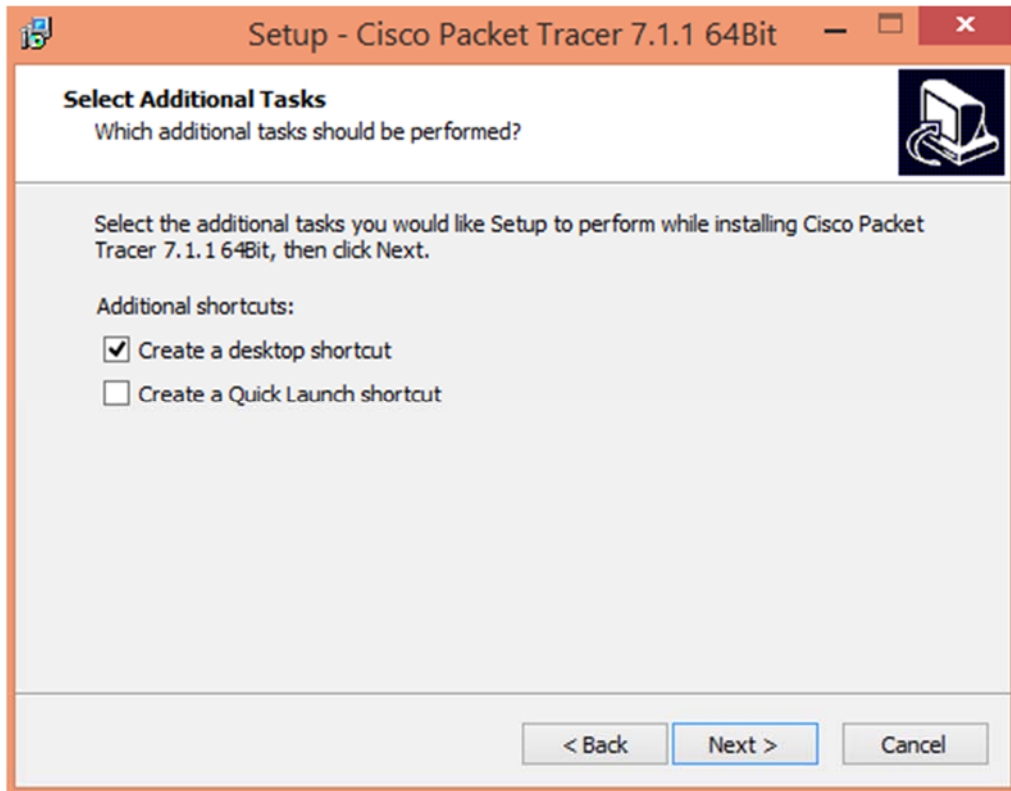 Setup - Cisco Packet Tracer 7.1.1 64Bit
Select Additional Tasks
Which additional tasks should be performed?
Select the additional tasks you would like Setup to perform while installing Cisco Packet
Tracer 7.1.1 64Bit, then click Next.
Additional shortcuts:
Create a desktop shortcut
Create a Quick Launch shortcut
< Back Next > Cancel